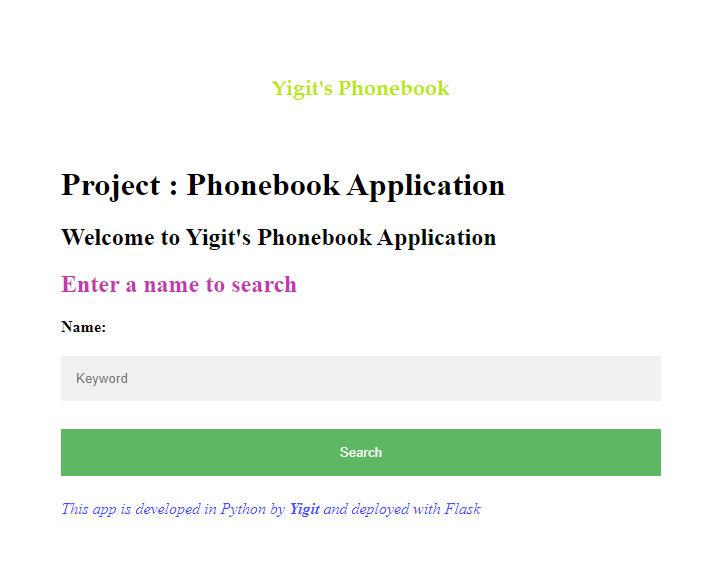 Yigit's Phonebook
Project : Phonebook Application
Welcome to Yigit's Phonebook Application
Enter a name to search
Name:
Keyword
Search
This app is developed in Python by Yigit and deployed with Flask